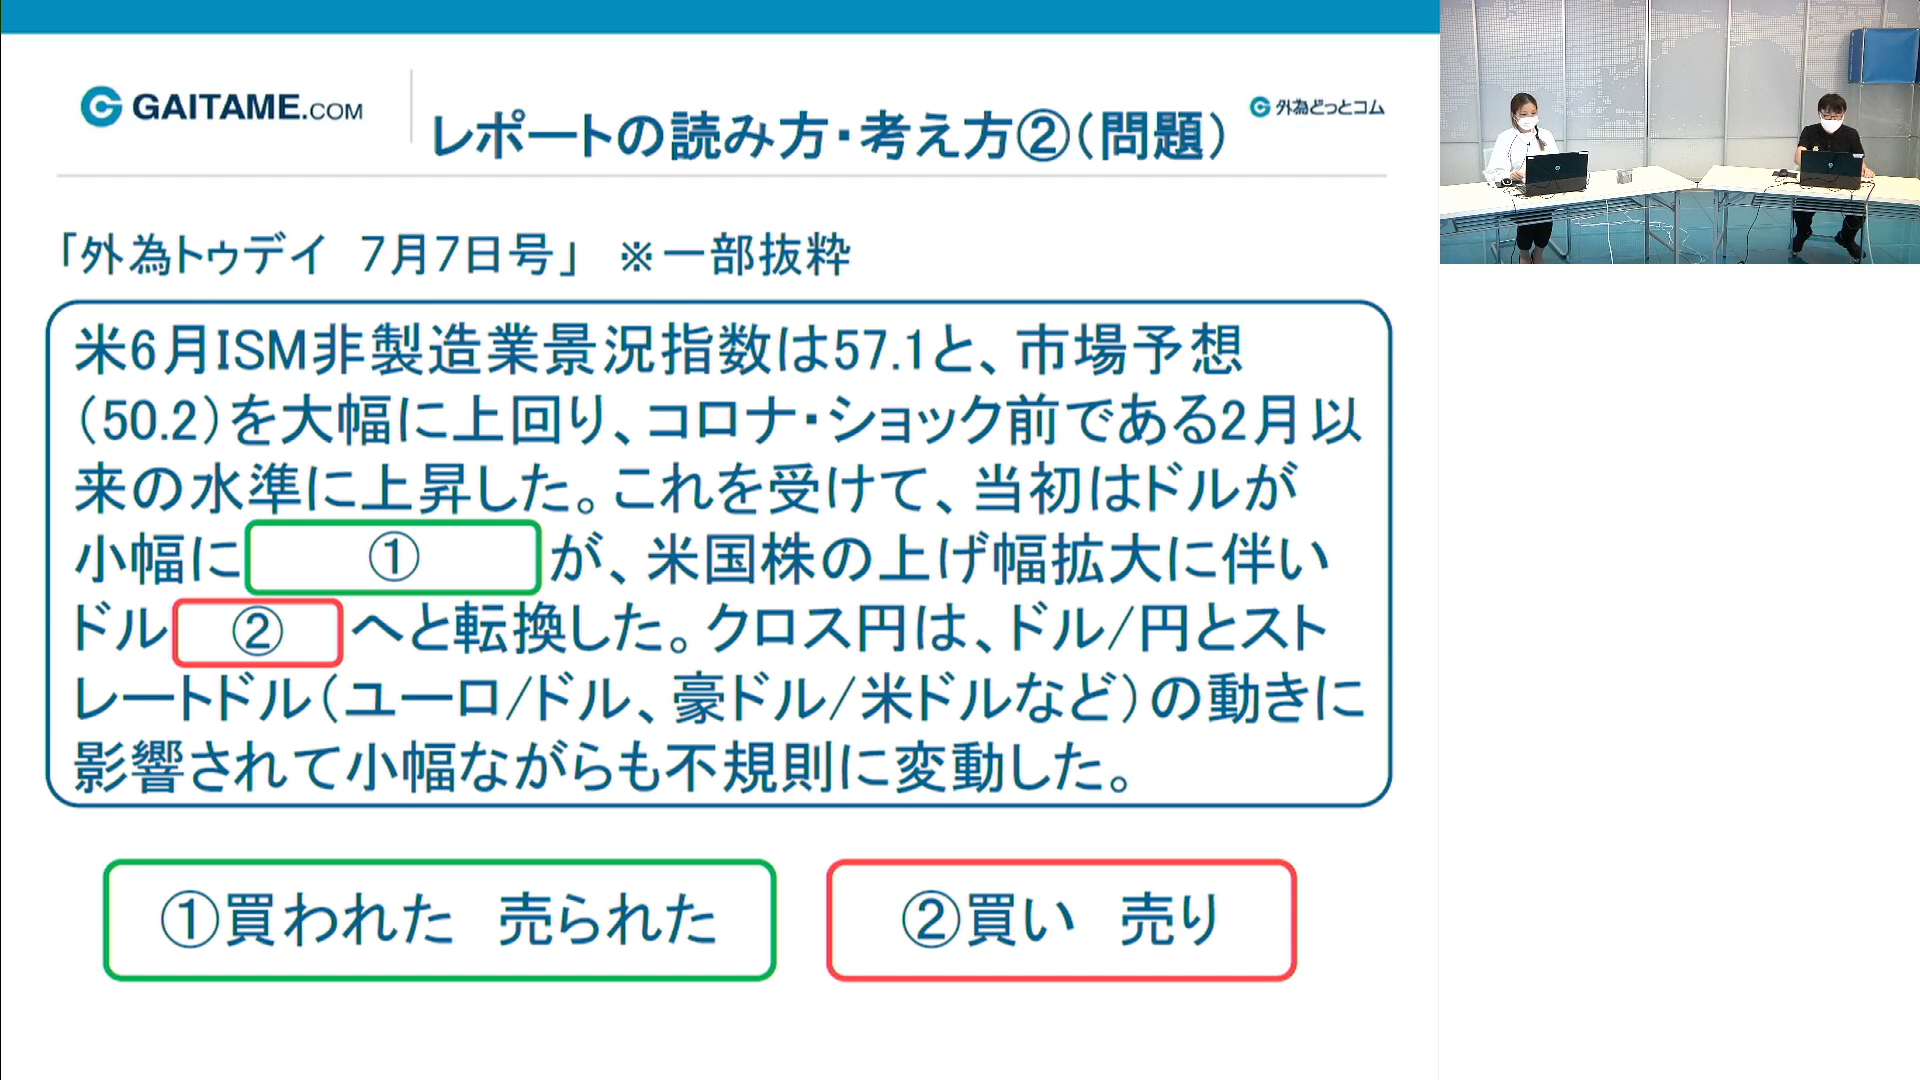 GAITAME.COM
レポートの読み方・考え方②(問題)
外為どっとコム
「外為トゥデイ 7月7日号」 ※一部抜粋
米6月ISM非製造業景況指数は57.1と、市場予想
(50.2)を大幅に上回り、コロナ・ショック前である2月以
来の水準に上昇した。これを受けて、当初はドルが
小幅に ① が、米国株の上げ幅拡大に伴い
ドル ② へと転換した。クロス円は、ドル/円とスト
レートドル(ユーロ/ドル、豪ドル/米ドルなど)の動きに
影響されて小幅ながらも不規則に変動した。
①買われた 売られた
②買い 売り